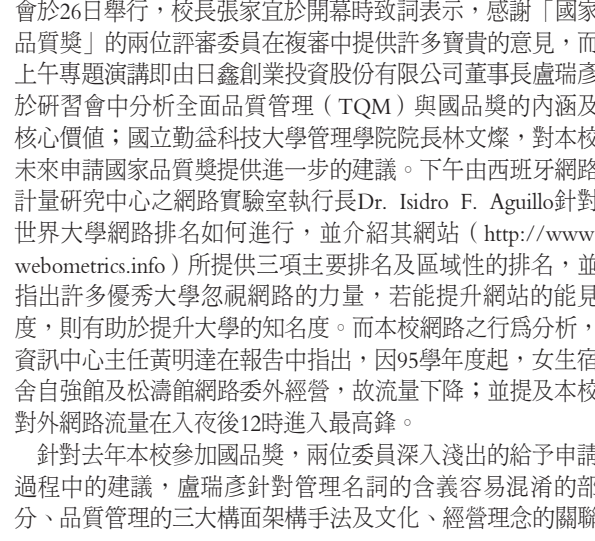 會於26日舉行，校長張家宜於開幕時致詞表示，感謝「國家
品質獎」的兩位評審委員在複審中提供許多寶貴的意見，而
上午專題演講即由日鑫創業投資股份有限公司董事長盧瑞彥
於研習會中分析全面品質管理（TQM）與國品獎的內涵及
核心價值；國立勤益科技大學管理學院院長林文燦，對本校
未來申請國家品質獎提供進一步的建議。下午由西班牙網路
計量研究中心之網路實驗室執行長Dr. Isidro F. Aguillo針對
世界大學網路排名如何進行，並介紹其網站（http://www
webometrics.info）所提供三項主要排名及區域性的排名，並
指出許多優秀大學忽視網路的力量，若能提升網站的能見
度，則有助於提升大學的知名度。而本校網路之行為分析，
資訊中心主任黃明達在報告中指出，因95學年度起，女生宿
舍自強館及松濤館網路委外經營，故流量下降；並提及本校
對外網路流量在入夜後12時進入最高鋒。
針對去年本校參加國品獎，兩位委員深入淺出的給予申請
過程中的建議，盧瑞彥針對管理名詞的含義容易混淆的部
分、品質管理的三大構面架構手法及文化、經營理念的關聯